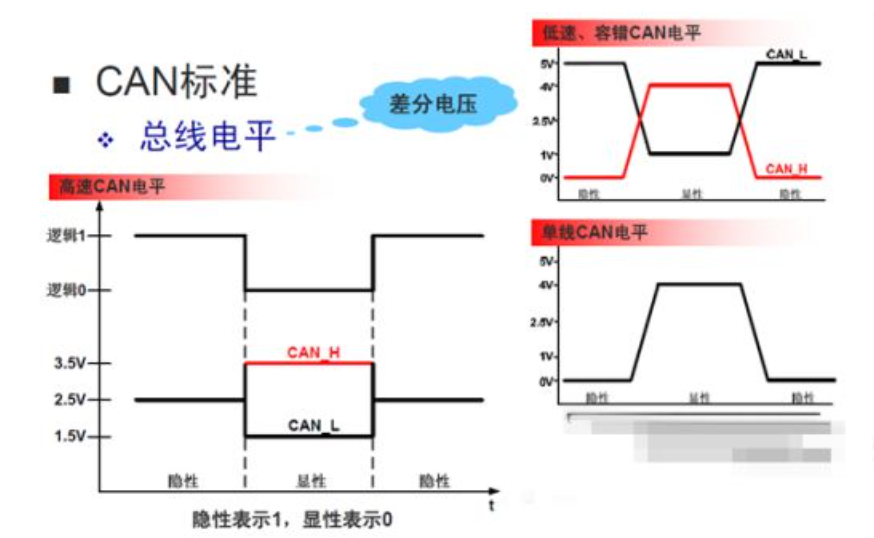 ■ CAN标准
❖ 总线电平
差分电压
高速CAN电平
逻辑1
逻辑0
3.5V
2.5V
1.5V
CAN_H
CAN_L
隐性 显性 隐性
t
隐性表示1，显性表示0
低速、容错CAN电平
5V
4V
2.5V
1V
0V
CAN_L
CAN_H
隐性 显性 隐性
单线CAN电平
5V
4V
2.5V
1V
0V
隐性 显性 隐性